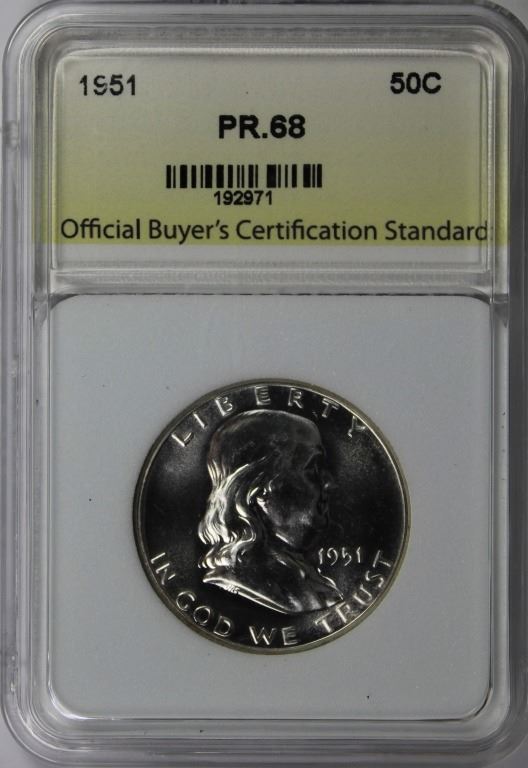 1951 50C
PR.68
192971
Official Buyer's Certification Standard
LIBERTY
1951
IN GOD WE TRUST